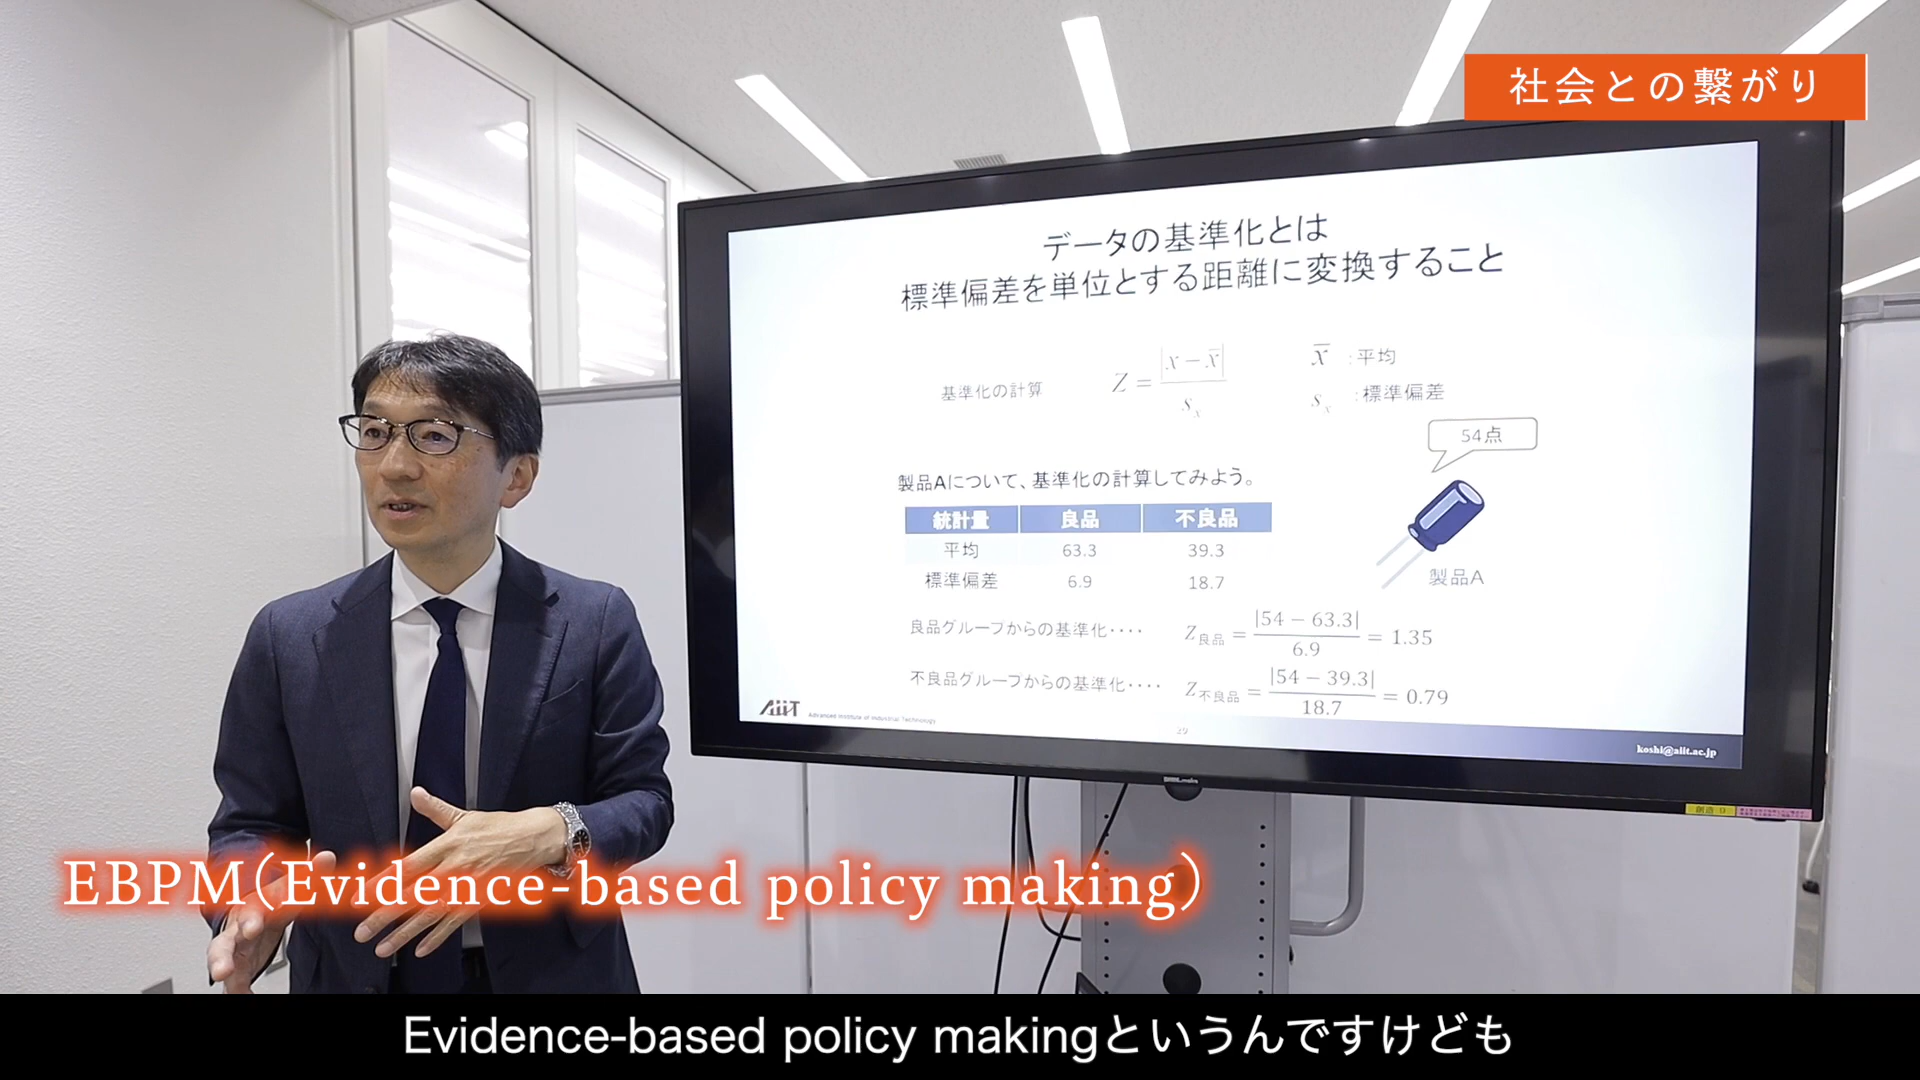 社会との繋がり
データの基準化とは
標準偏差を単位とする距離に変換すること
基準化の計算 Z = |x − x̄| / sₓ
x̄ :平均
sₓ :標準偏差
54点
製品A
製品Aについて、基準化の計算してみよう。
統計量 良品 不良品
平均 63.3 39.3
標準偏差 6.9 18.7
良品グループからの基準化‥‥ Z良品 = |54 − 63.3| / 6.9 = 1.35
不良品グループからの基準化‥‥ Z不良品 = |54 − 39.3| / 18.7 = 0.79
AiiT Advanced Institute of Industrial Technology
29
koshi@aiit.ac.jp
EBPM(Evidence-based policy making)
Evidence-based policy makingというんですけども